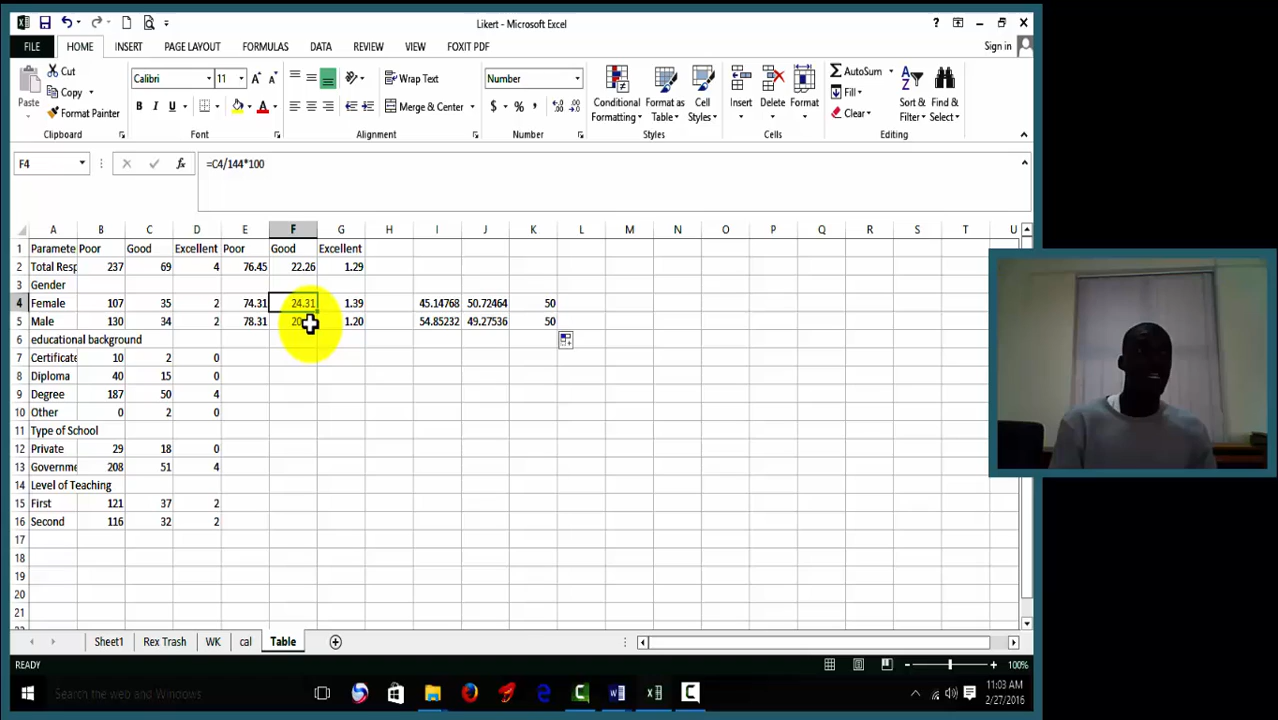 Likert - Microsoft Excel
FILE HOME INSERT PAGE LAYOUT FORMULAS DATA REVIEW VIEW FOXIT PDF Sign in
Paste Cut Copy Format Painter
Calibri 11
B I U A
Wrap Text
Merge & Center
Number
$ % ,
Conditional Formatting Format as Table Cell Styles
Insert Delete Format
AutoSum Fill Clear
Sort & Filter Find & Select
Clipboard Font Alignment Number Styles Cells Editing
F4 fx =C4/144*100
A B C D E F G H I J K L M N O P Q R S T U
1 Paramete Poor Good Excellent Poor Good Excellent
2 Total Resp 237 69 4 76.45 22.26 1.29
3 Gender
4 Female 107 35 2 74.31 24.31 1.39 45.14768 50.72464 50
5 Male 130 34 2 78.31 20 1.20 54.85232 49.27536 50
6 educational background
7 Certificate 10 2 0
8 Diploma 40 15 0
9 Degree 187 50 4
10 Other 0 2 0
11 Type of School
12 Private 29 18 0
13 Governme 208 51 4
14 Level of Teaching
15 First 121 37 2
16 Second 116 32 2
17
18
19
20
21
Sheet1 Rex Trash WK cal Table
READY 100%
Search the web and Windows
11:03 AM
2/27/2016